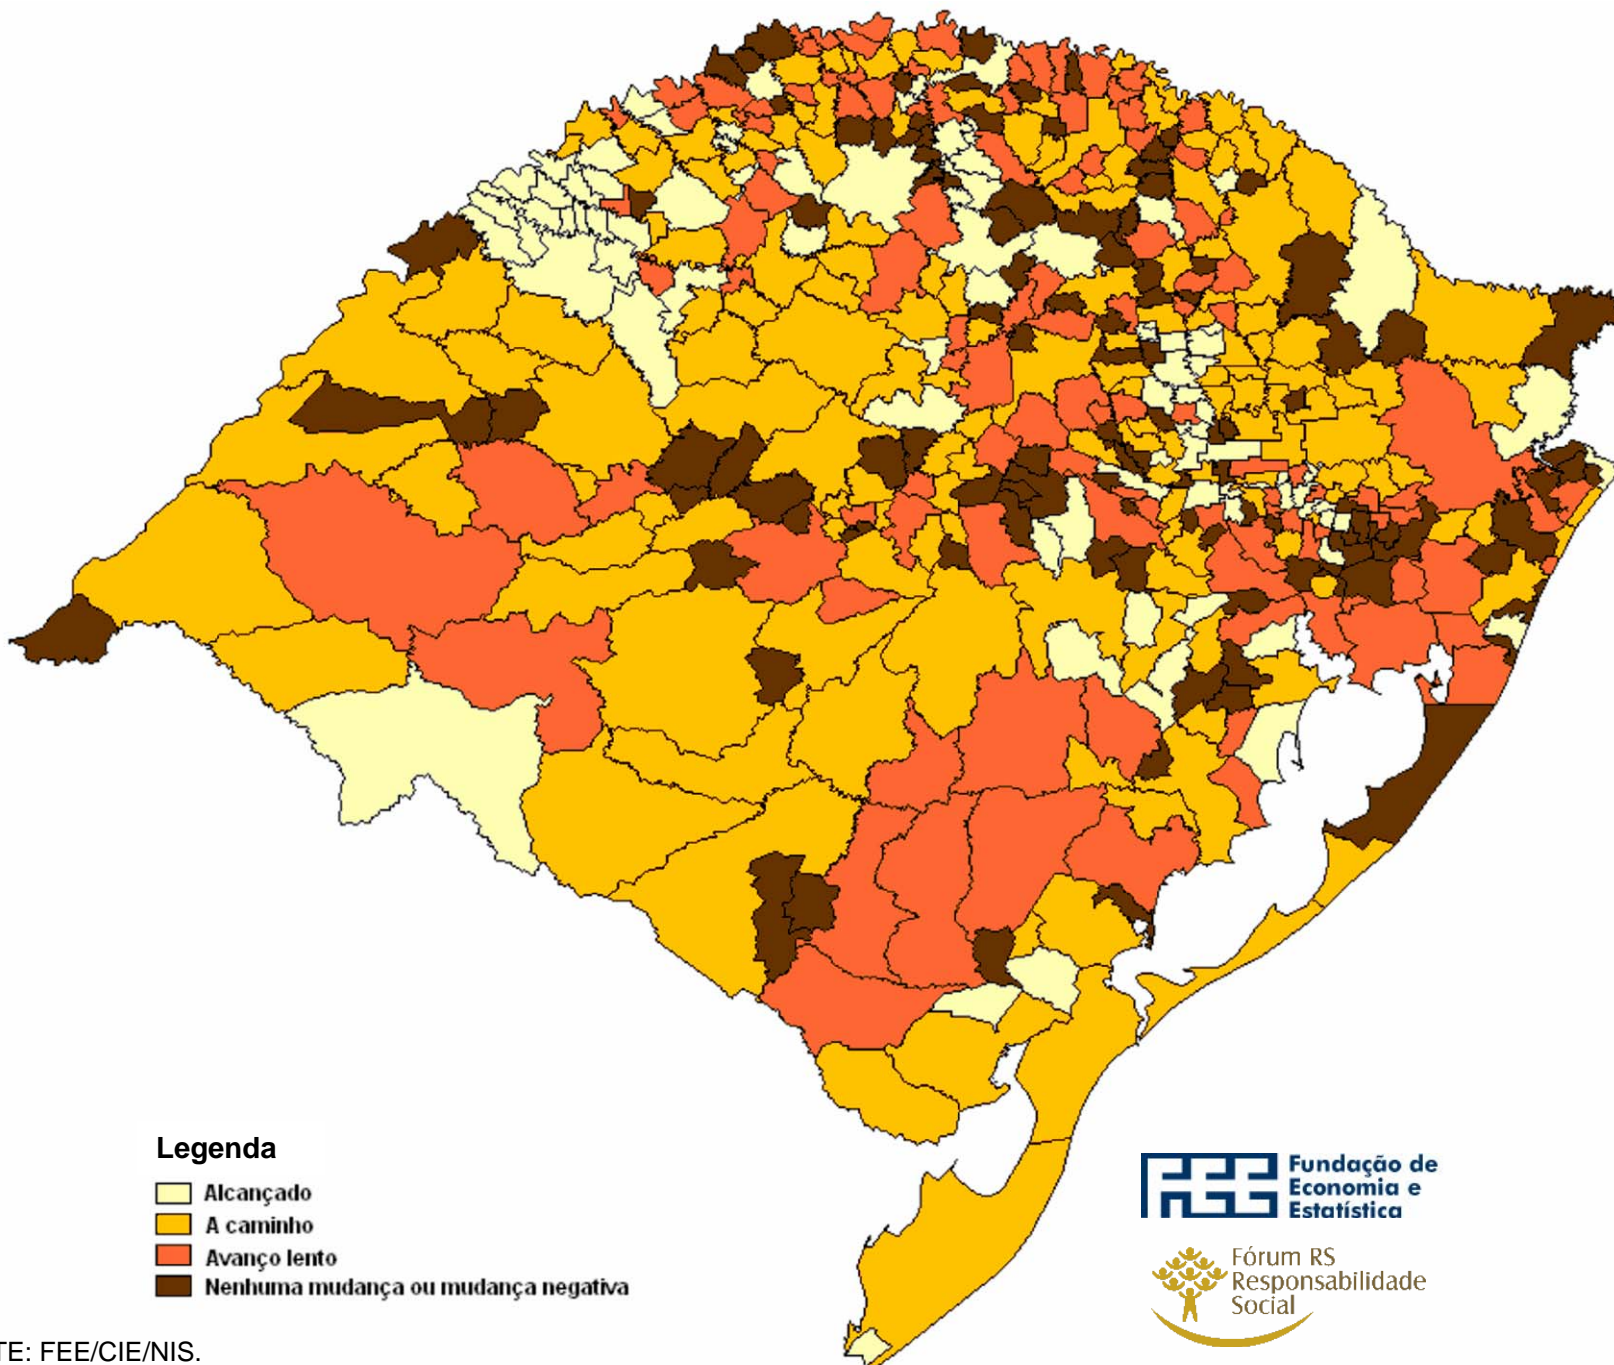 Legenda
Alcançado
A caminho
Avanço lento
Nenhuma mudança ou mudança negativa
FEE
Fundação de
Economia e
Estatística
Fórum RS
Responsabilidade
Social
TE: FEE/CIE/NIS.